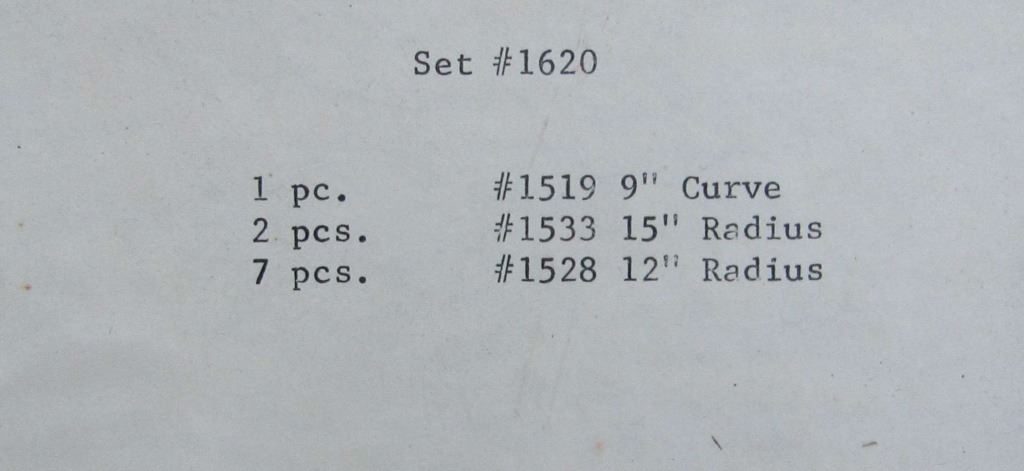 Set #1620
1 pc. #1519 9" Curve
2 pcs. #1533 15" Radius
7 pcs. #1528 12" Radius